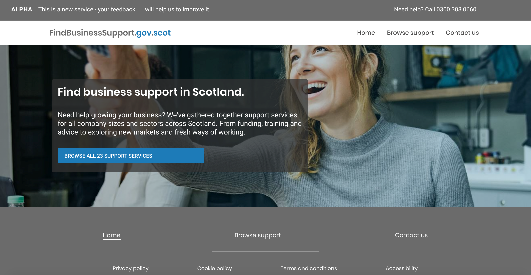 ALPHA This is a new service - your feedback will help us to improve it
Need help? Call 0300 303 0660
FindBusinessSupport.gov.scot
Home Browse support Contact us
Find business support in Scotland.
Need help growing your business? We've gathered together support services
for all company sizes and sectors across Scotland. From funding, training and
advice to exploring new markets and fresh ways of working.
BROWSE ALL 23 SUPPORT SERVICES
Home Browse support Contact us
Privacy policy Cookie policy Terms and conditions Accessibility